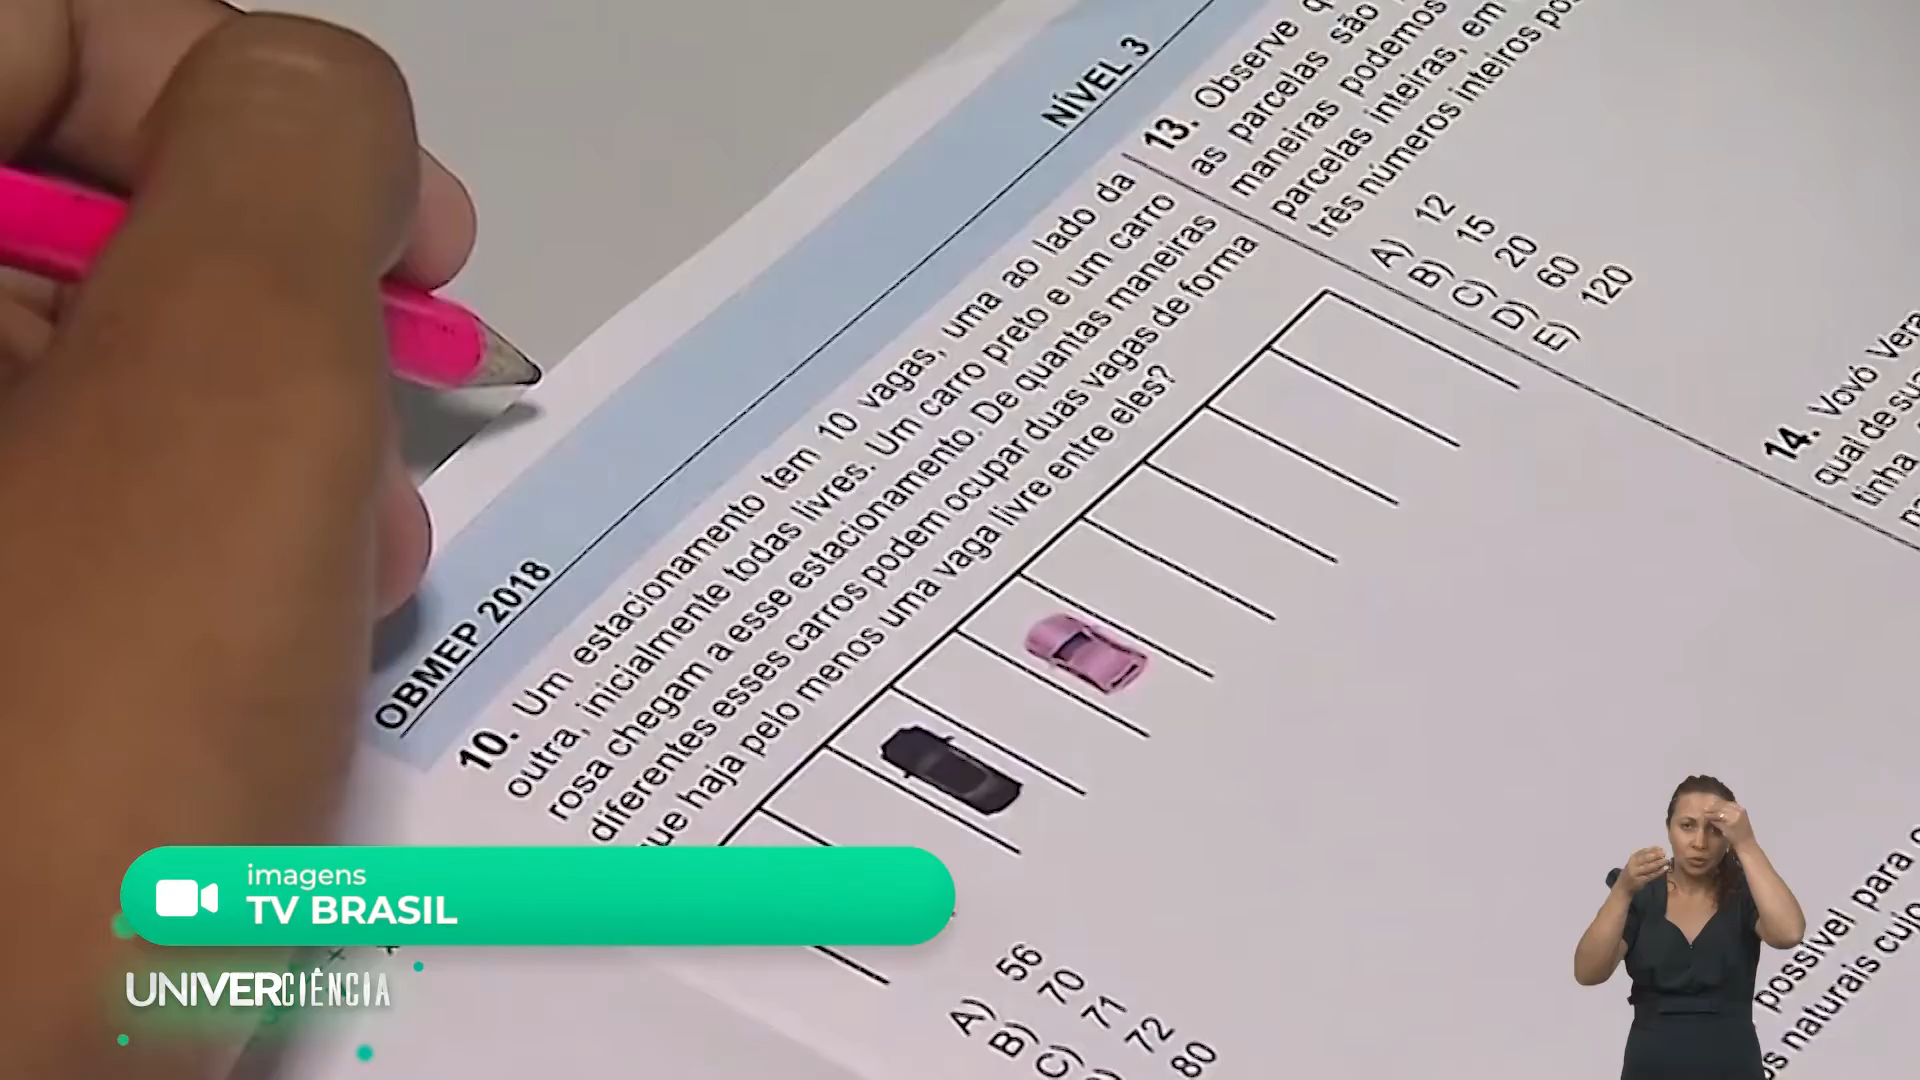 OBMEP 2018
NÍVEL 3
10. Um estacionamento tem 10 vagas, uma ao lado da
outra, inicialmente todas livres. Um carro preto e um carro
rosa chegam a esse estacionamento. De quantas maneiras
diferentes esses carros podem ocupar duas vagas de forma
que haja pelo menos uma vaga livre entre eles?
A) 56
B) 70
C) 71
72
80
13. Observe
as parcelas são
maneiras podemos
parcelas inteiras, em
três números inteiros
A) 12
B) 15
C) 20
D) 60
E) 120
14. Vovó Vera
qual de
tinha
possível para
naturais cujo
imagens
TV BRASIL
UNIVERCIÊNCIA